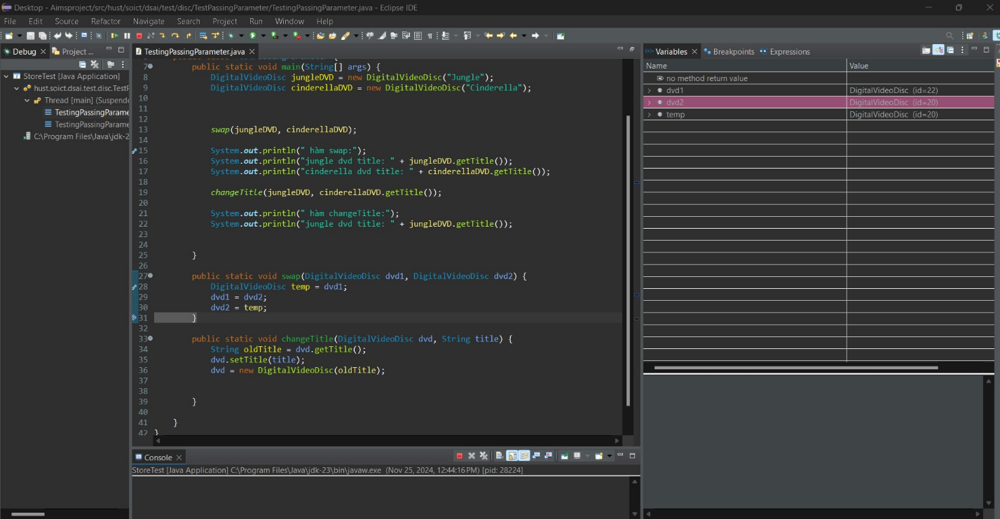 Desktop - Aimsproject/src/hust/soict/dsai/test/disc/TestPassingParameter/TestingPassingParameter.java - Eclipse IDE
File Edit Source Refactor Navigate Search Project Run Window Help
Debug Project ...
StoreTest [Java Application]
hust.soict.dsai.test.disc.TestF
Thread [main] (Suspende
TestingPassingParame
TestingPassingParame
C:\Program Files\Java\jdk-2
TestingPassingParameter.java
7 public static void main(String[] args) {
8 DigitalVideoDisc jungleDVD = new DigitalVideoDisc("Jungle");
9 DigitalVideoDisc cinderellaDVD = new DigitalVideoDisc("Cinderella");
10
11
12
13 swap(jungleDVD, cinderellaDVD);
14
15 System.out.println(" hàm swap:");
16 System.out.println("jungle dvd title: " + jungleDVD.getTitle());
17 System.out.println("cinderella dvd title: " + cinderellaDVD.getTitle());
18
19 changeTitle(jungleDVD, cinderellaDVD.getTitle());
20
21 System.out.println(" hàm changeTitle:");
22 System.out.println("jungle dvd title: " + jungleDVD.getTitle());
23
24
25 }
26
27 public static void swap(DigitalVideoDisc dvd1, DigitalVideoDisc dvd2) {
28 DigitalVideoDisc temp = dvd1;
29 dvd1 = dvd2;
30 dvd2 = temp;
31 }
32
33 public static void changeTitle(DigitalVideoDisc dvd, String title) {
34 String oldTitle = dvd.getTitle();
35 dvd.setTitle(title);
36 dvd = new DigitalVideoDisc(oldTitle);
37
38
39 }
40
41 }
42 }
Console
StoreTest [Java Application] C:\Program Files\Java\jdk-23\bin\javaw.exe (Nov 25, 2024, 12:44:16 PM) [pid: 28224]
Variables Breakpoints Expressions
Name Value
no method return value
dvd1 DigitalVideoDisc (id=22)
dvd2 DigitalVideoDisc (id=20)
temp DigitalVideoDisc (id=20)